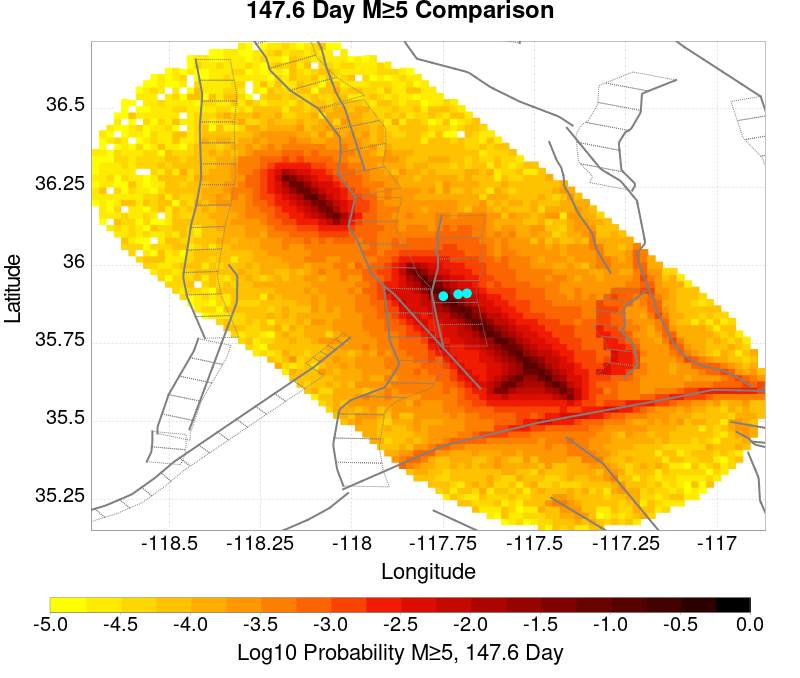 147.6 Day M≥5 Comparison
36.5
36.25
36
35.75
35.5
35.25
Latitude
-118.5 -118.25 -118 -117.75 -117.5 -117.25 -117
Longitude
-5.0 -4.5 -4.0 -3.5 -3.0 -2.5 -2.0 -1.5 -1.0 -0.5 0.0
Log10 Probability M≥5, 147.6 Day